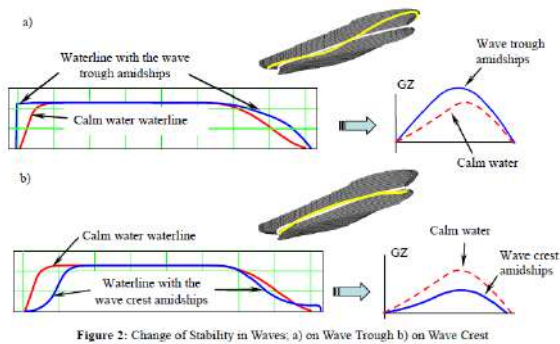 a)
Waterline with the wave
trough amidships
Calm water waterline
GZ
Wave trough
amidships
Calm water
b)
Calm water waterline
Waterline with the
wave crest amidships
GZ
Calm water
Wave crest
amidships
Figure 2: Change of Stability in Waves; a) on Wave Trough b) on Wave Crest